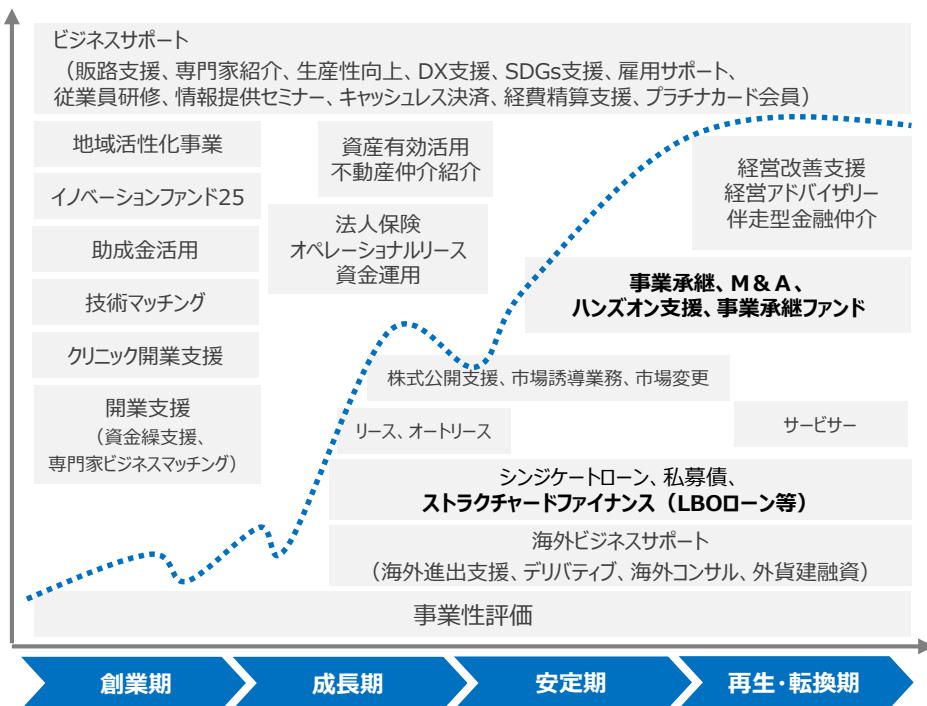 ビジネスサポート
（販路支援、専門家紹介、生産性向上、DX支援、SDGs支援、雇用サポート、
従業員研修、情報提供セミナー、キャッシュレス決済、経費精算支援、プラチナカード会員）
地域活性化事業
イノベーションファンド25
助成金活用
技術マッチング
クリニック開業支援
開業支援
（資金繰支援、
専門家ビジネスマッチング）
資産有効活用
不動産仲介紹介
法人保険
オペレーショナルリース
資金運用
経営改善支援
経営アドバイザリー
伴走型金融仲介
事業承継、M＆A、
ハンズオン支援、事業承継ファンド
株式公開支援、市場誘導業務、市場変更
リース、オートリース
サービサー
シンジケートローン、私募債、
ストラクチャードファイナンス（LBOローン等）
海外ビジネスサポート
（海外進出支援、デリバティブ、海外コンサル、外貨建融資）
事業性評価
創業期
成長期
安定期
再生・転換期